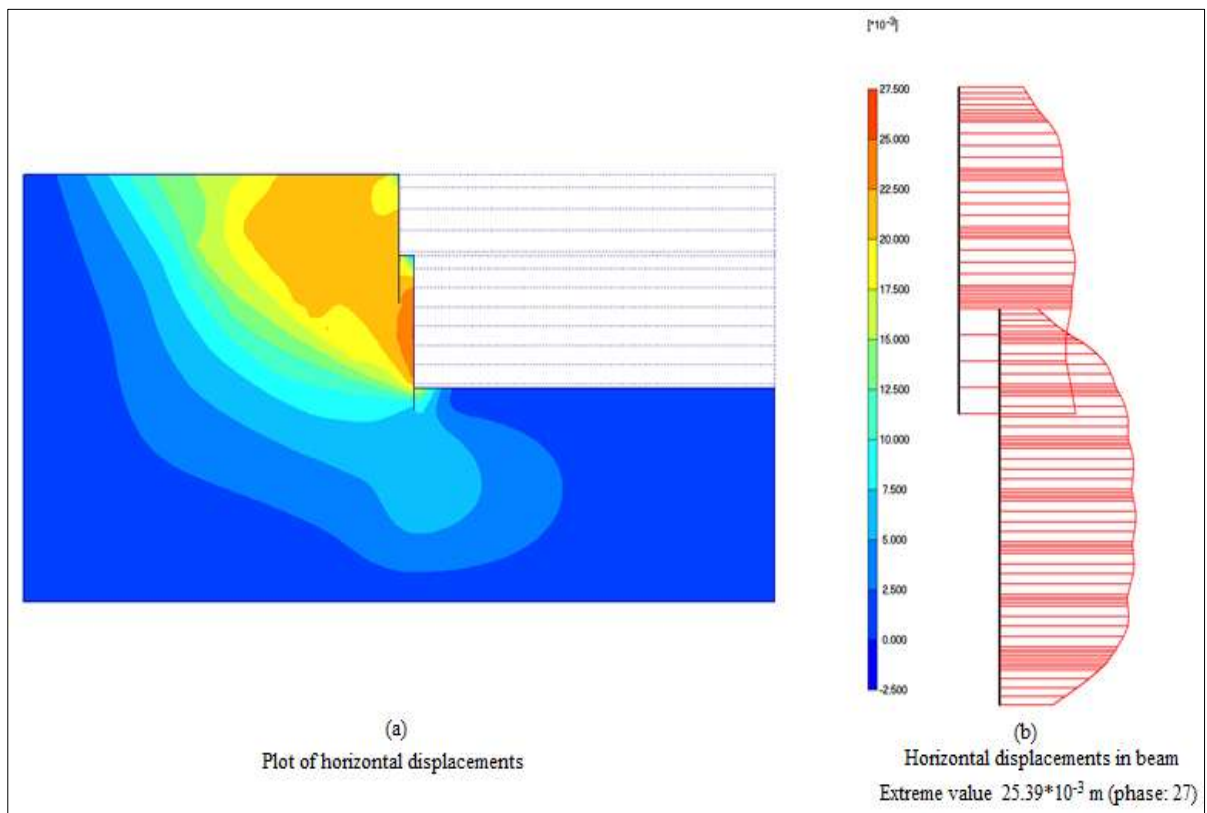 [*10⁻³]
27.500
25.000
22.500
20.000
17.500
15.000
12.500
10.000
7.500
5.000
2.500
0.000
-2.500
(a)
Plot of horizontal displacements
(b)
Horizontal displacements in beam
Extreme value 25.39*10⁻³ m (phase: 27)